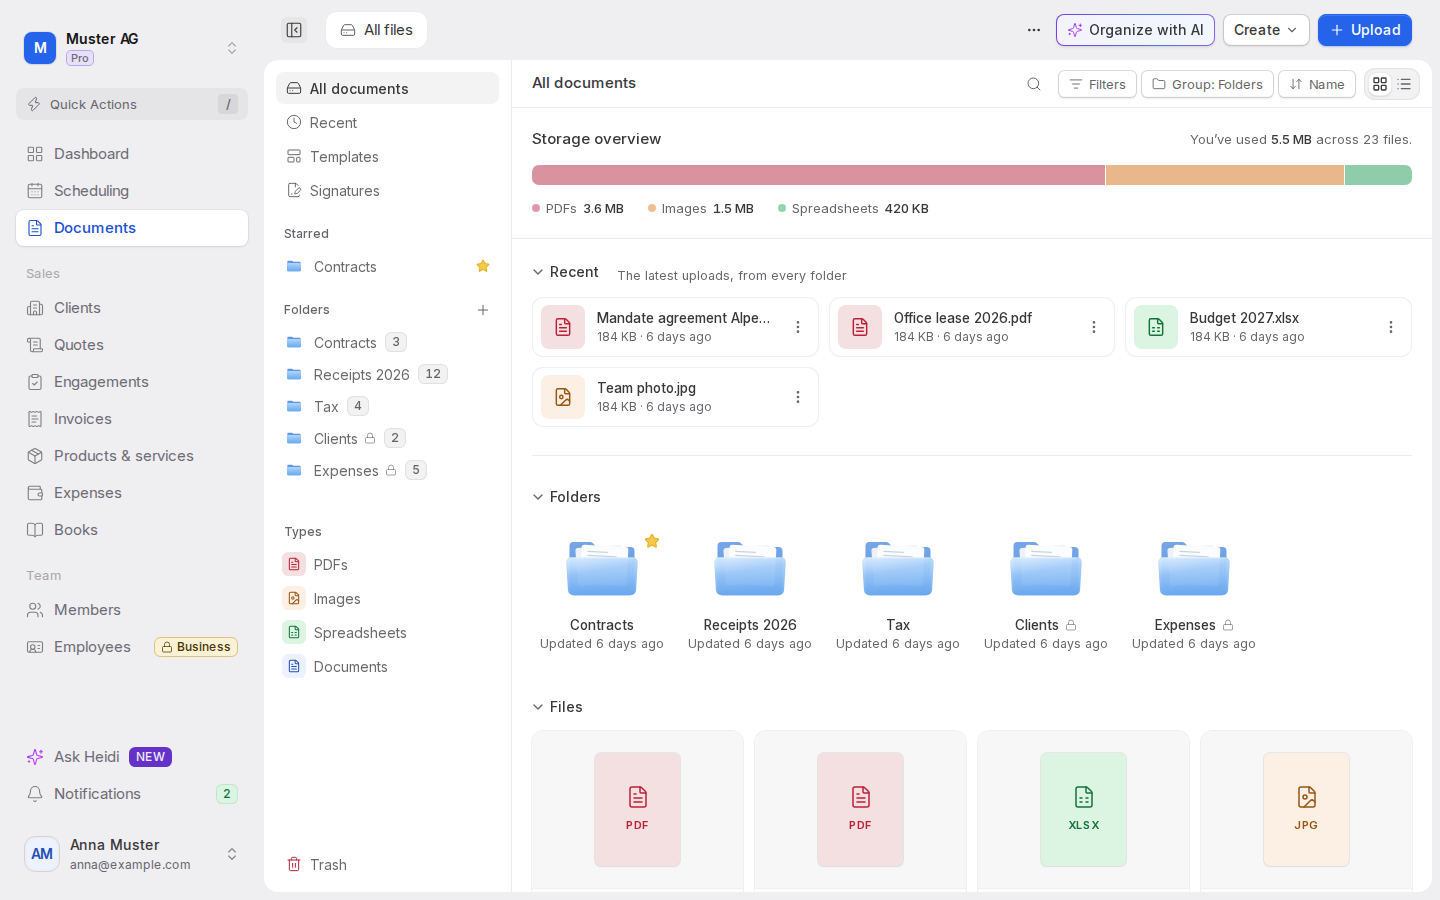 Muster AG
Pro
Quick Actions /
Dashboard
Scheduling
Documents
Sales
Clients
Quotes
Engagements
Invoices
Products & services
Expenses
Books
Team
Members
Employees Business
Ask Heidi NEW
Notifications 2
AM
Anna Muster
anna@example.com
M
All files
Organize with AI
Create
Upload
All documents
Recent
Templates
Signatures
Starred
Contracts
Folders
Contracts 3
Receipts 2026 12
Tax 4
Clients 2
Expenses 5
Types
PDFs
Images
Spreadsheets
Documents
Trash
All documents
Filters
Group: Folders
Name
Storage overview
You've used 5.5 MB across 23 files.
PDFs 3.6 MB Images 1.5 MB Spreadsheets 420 KB
Recent The latest uploads, from every folder
Mandate agreement Alpe...
184 KB · 6 days ago
Office lease 2026.pdf
184 KB · 6 days ago
Budget 2027.xlsx
184 KB · 6 days ago
Team photo.jpg
184 KB · 6 days ago
Folders
Contracts
Updated 6 days ago
Receipts 2026
Updated 6 days ago
Tax
Updated 6 days ago
Clients
Updated 6 days ago
Expenses
Updated 6 days ago
Files
PDF
PDF
XLSX
JPG